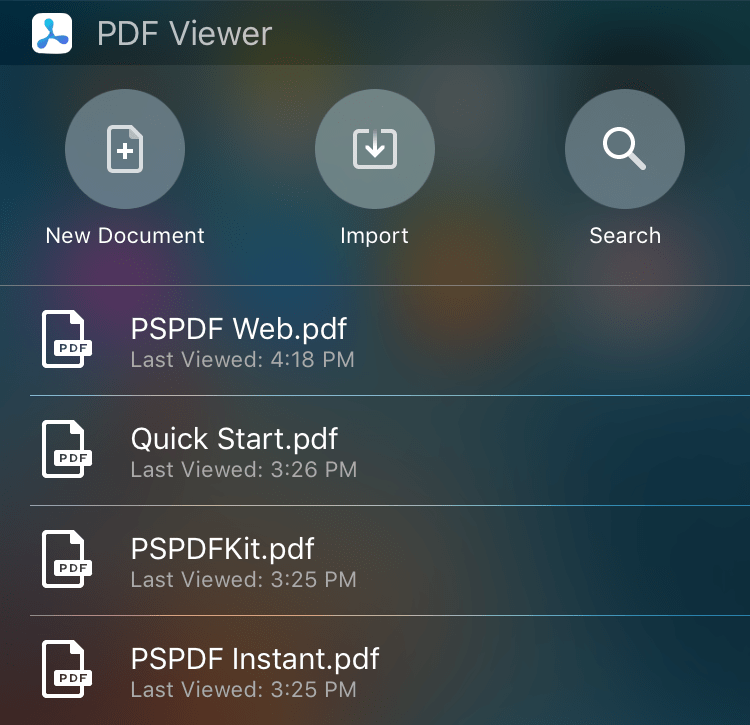 PDF Viewer
New Document
Import
Search
PDF
PSPDF Web.pdf
Last Viewed: 4:18 PM
PDF
Quick Start.pdf
Last Viewed: 3:26 PM
PDF
PSPDFKit.pdf
Last Viewed: 3:25 PM
PDF
PSPDF Instant.pdf
Last Viewed: 3:25 PM